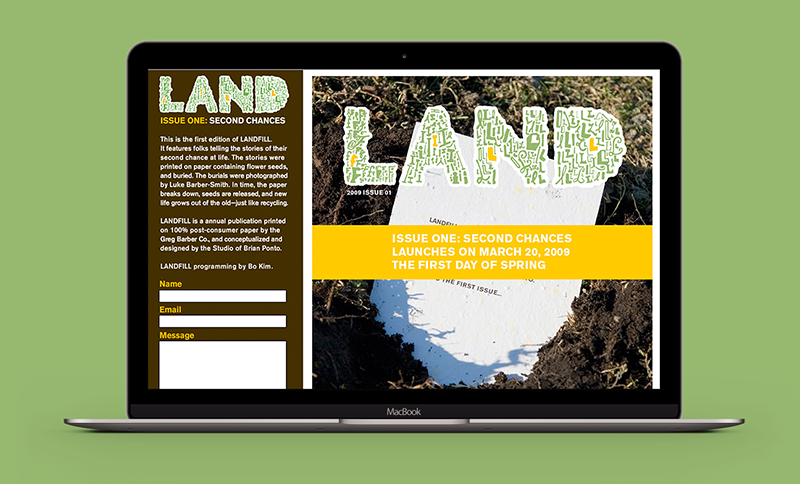 LAND
ISSUE ONE: SECOND CHANCES
This is the first edition of LANDFILL.
It features folks telling the stories of their
second chance at life. The stories were
printed on paper containing flower seeds,
and buried. The burials were photographed
by Luke Barber-Smith. In time, the paper
breaks down, seeds are released, and new
life grows out of the old—just like recycling.
LANDFILL is a annual publication printed
on 100% post-consumer paper by the
Greg Barber Co., and conceptualized and
designed by the Studio of Brian Ponto.
LANDFILL programming by Bo Kim.
Name
Email
Message
LAND
2009 ISSUE 01
LANDFILL
ISSUE ONE: SECOND CHANCES
LAUNCHES ON MARCH 20, 2009
THE FIRST DAY OF SPRING
THE FIRST ISSUE...
MacBook